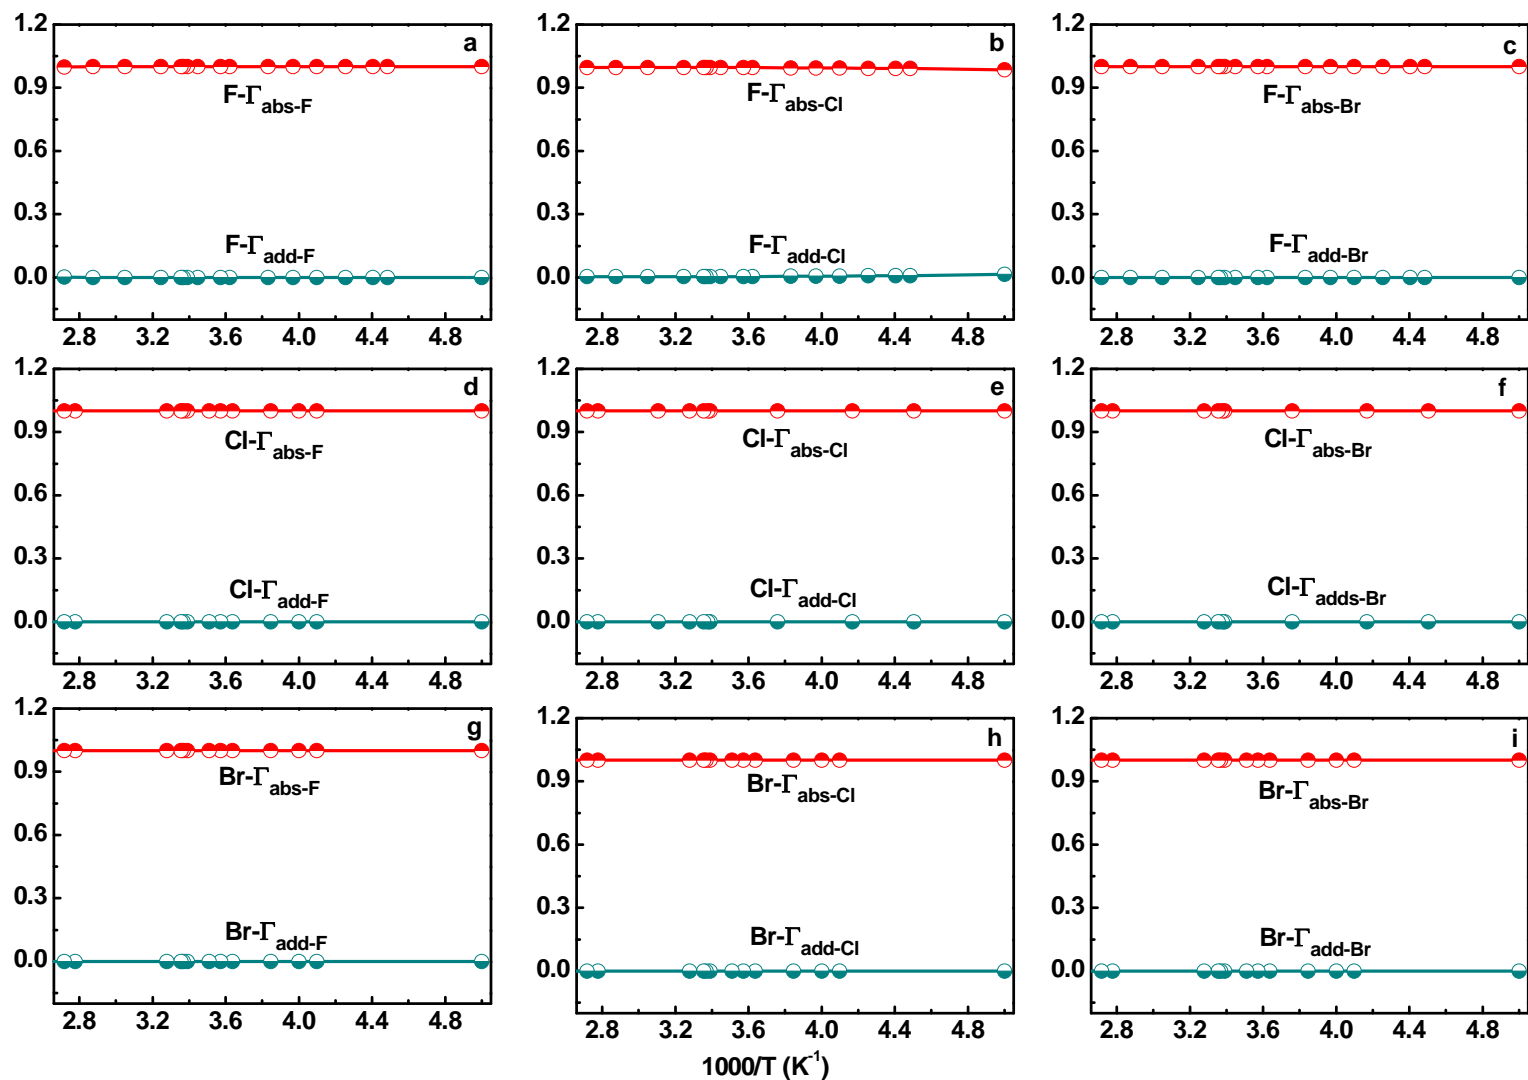 1.2 a 1.2 b 1.2 c
0.9 0.9 0.9
F-Γabs-F F-Γabs-Cl F-Γabs-Br
0.6 0.6 0.6
0.3 0.3 0.3
F-Γadd-F F-Γadd-Cl F-Γadd-Br
0.0 0.0 0.0
2.8 3.2 3.6 4.0 4.4 4.8 2.8 3.2 3.6 4.0 4.4 4.8 2.8 3.2 3.6 4.0 4.4 4.8
1.2 d 1.2 e 1.2 f
0.9 0.9 0.9
Cl-Γabs-F Cl-Γabs-Cl Cl-Γabs-Br
0.6 0.6 0.6
0.3 0.3 0.3
Cl-Γadd-F Cl-Γadd-Cl Cl-Γadds-Br
0.0 0.0 0.0
2.8 3.2 3.6 4.0 4.4 4.8 2.8 3.2 3.6 4.0 4.4 4.8 2.8 3.2 3.6 4.0 4.4 4.8
1.2 g 1.2 h 1.2 i
0.9 0.9 0.9
Br-Γabs-F Br-Γabs-Cl Br-Γabs-Br
0.6 0.6 0.6
0.3 0.3 0.3
Br-Γadd-F Br-Γadd-Cl Br-Γadd-Br
0.0 0.0 0.0
2.8 3.2 3.6 4.0 4.4 4.8 2.8 3.2 3.6 4.0 4.4 4.8 2.8 3.2 3.6 4.0 4.4 4.8
1000/T (K⁻¹)